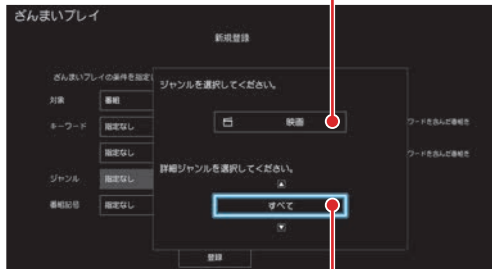 ざんまいプレイ
新規登録
ざんまいプレイの条件を指定し
ジャンルを選択してください。
対象 番組
映画
キーワード 指定なし
ワードを含んだ番組を
指定なし
ワードを含んだ番組を
詳細ジャンルを選択してください。
ジャンル 指定なし
すべて
番組記号 指定なし
登録